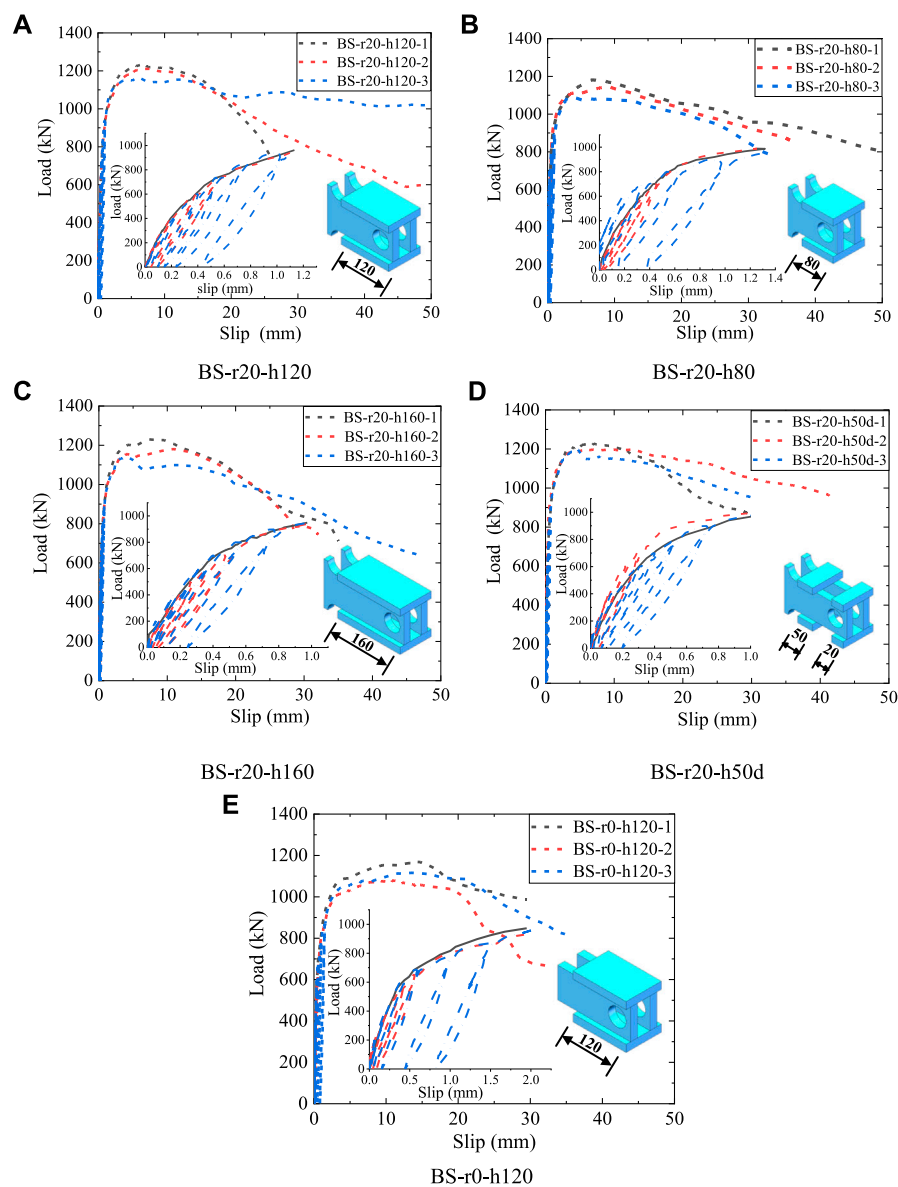 A
1400
1200
1000
800
600
400
200
0
Load (kN)
BS-r20-h120-1
BS-r20-h120-2
BS-r20-h120-3
1000
800
600
400
200
0
load (kN)
0.0 0.2 0.4 0.6 0.8 1.0 1.2
slip (mm)
120
0 10 20 30 40 50
Slip (mm)
BS-r20-h120
B
1400
1200
1000
800
600
400
200
0
Load (kN)
BS-r20-h80-1
BS-r20-h80-2
BS-r20-h80-3
1000
800
600
400
200
0
Load (kN)
0.0 0.2 0.4 0.6 0.8 1.0 1.2 1.4
Slip (mm)
80
0 10 20 30 40 50
Slip (mm)
BS-r20-h80
C
1400
1200
1000
800
600
400
200
0
Load (kN)
BS-r20-h160-1
BS-r20-h160-2
BS-r20-h160-3
1000
800
600
400
200
0
Load (kN)
0.0 0.2 0.4 0.6 0.8 1.0
Slip (mm)
160
0 10 20 30 40 50
Slip (mm)
BS-r20-h160
D
1400
1200
1000
800
600
400
200
0
Load (kN)
BS-r20-h50d-1
BS-r20-h50d-2
BS-r20-h50d-3
1000
800
600
400
200
0
Load (kN)
0.0 0.2 0.4 0.6 0.8 1.0
Slip (mm)
50
20
0 10 20 30 40 50
Slip (mm)
BS-r20-h50d
E
1400
1200
1000
800
600
400
200
0
Load (kN)
BS-r0-h120-1
BS-r0-h120-2
BS-r0-h120-3
1000
800
600
400
200
0
Load (kN)
0.0 0.5 1.0 1.5 2.0
Slip (mm)
120
0 10 20 30 40 50
Slip (mm)
BS-r0-h120